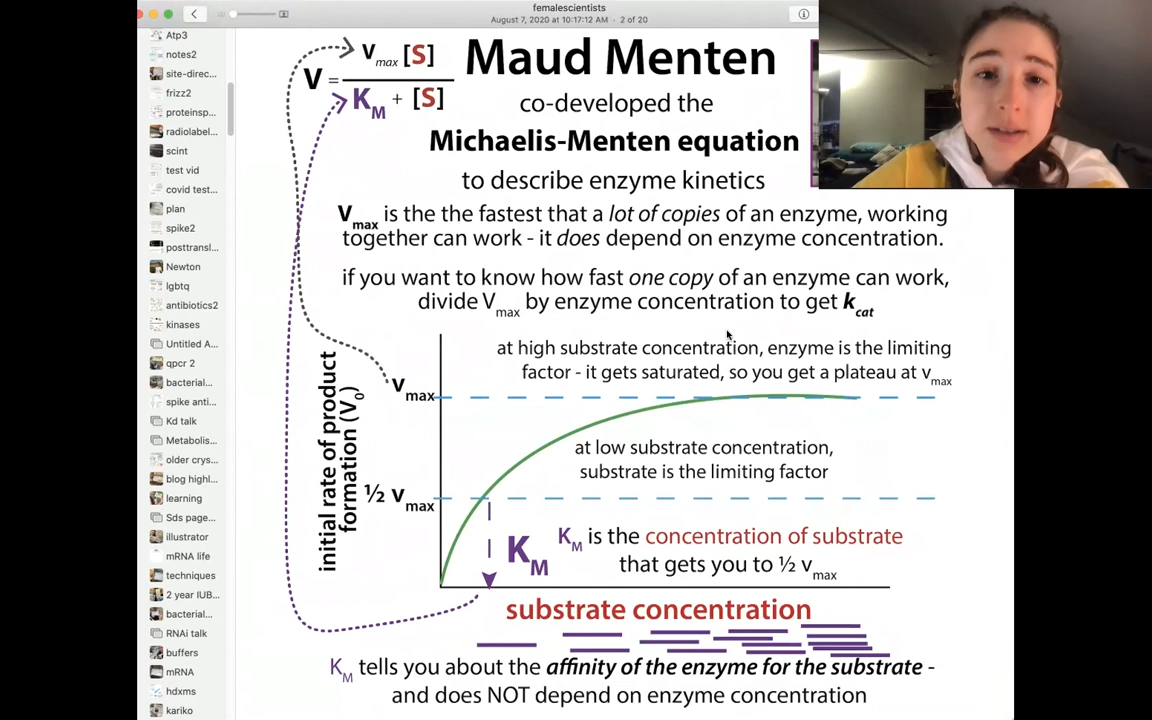 femalescientists
August 7, 2020 at 10:17:12 AM - 2 of 20
Atp3
notes2
site-direc...
frizz2
proteinsp...
radiolabel...
scint
test vid
covid test...
plan
spike2
posttransl...
Newton
lgbtq
antibiotics2
kinases
Untitled A...
qpcr 2
bacterial...
spike anti...
Kd talk
Metabolis...
older crys...
blog highl...
learning
Sds page...
illustrator
mRNA life
techniques
2 year IUB...
bacterial...
RNAi talk
buffers
mRNA
hdxms
kariko
V = Vmax [S]
KM + [S]
Maud Menten
co-developed the
Michaelis-Menten equation
to describe enzyme kinetics
Vmax is the the fastest that a lot of copies of an enzyme, working
together can work - it does depend on enzyme concentration.
if you want to know how fast one copy of an enzyme can work,
divide Vmax by enzyme concentration to get kcat
at high substrate concentration, enzyme is the limiting
factor - it gets saturated, so you get a plateau at vmax
initial rate of product
formation (V0)
vmax
at low substrate concentration,
substrate is the limiting factor
½ vmax
KM
KM is the concentration of substrate
that gets you to ½ vmax
substrate concentration
KM tells you about the affinity of the enzyme for the substrate -
and does NOT depend on enzyme concentration